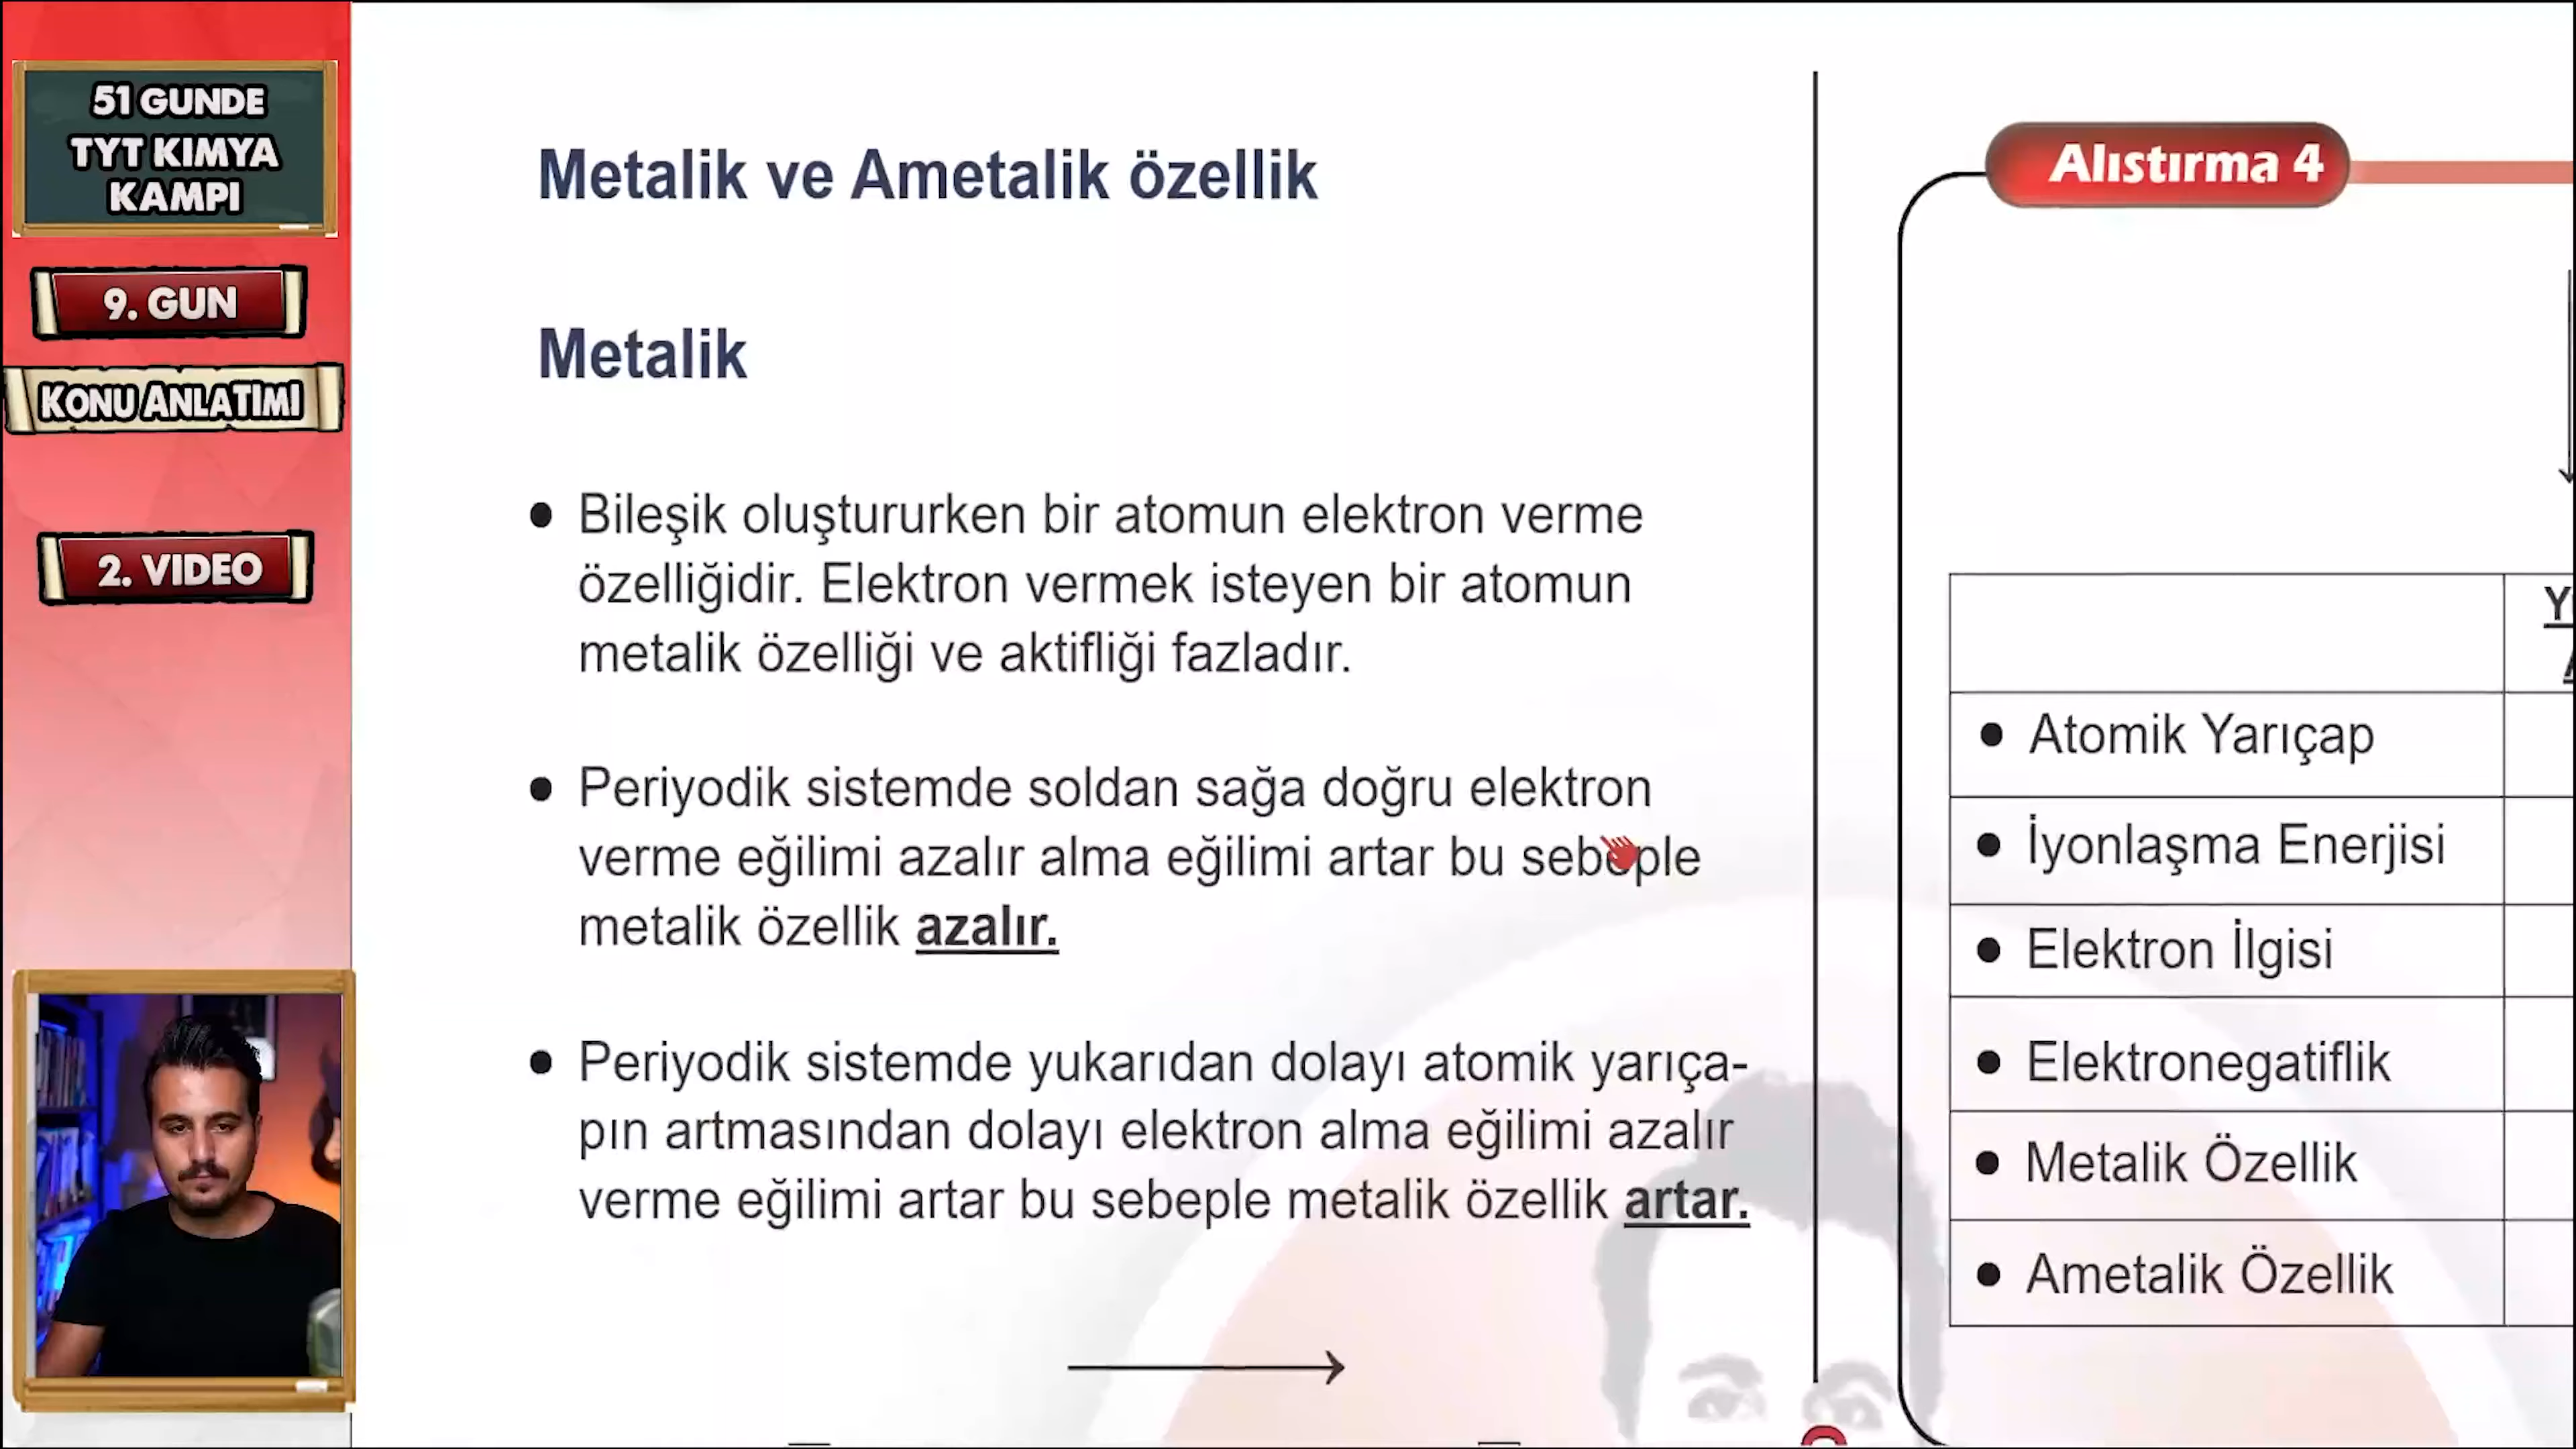 51 GUNDE
TYT KIMYA
KAMPI
9. GUN
KONU ANLATIMI
2. VIDEO
Metalik ve Ametalik özellik
Metalik
• Bileşik oluştururken bir atomun elektron verme
özelliğidir. Elektron vermek isteyen bir atomun
metalik özelliği ve aktifliği fazladır.
• Periyodik sistemde soldan sağa doğru elektron
verme eğilimi azalır alma eğilimi artar bu sebeple
metalik özellik azalır.
• Periyodik sistemde yukarıdan dolayı atomik yarıça-
pın artmasından dolayı elektron alma eğilimi azalır
verme eğilimi artar bu sebeple metalik özellik artar.
Alıstırma 4
• Atomik Yarıçap
• İyonlaşma Enerjisi
• Elektron İlgisi
• Elektronegatiflik
• Metalik Özellik
• Ametalik Özellik